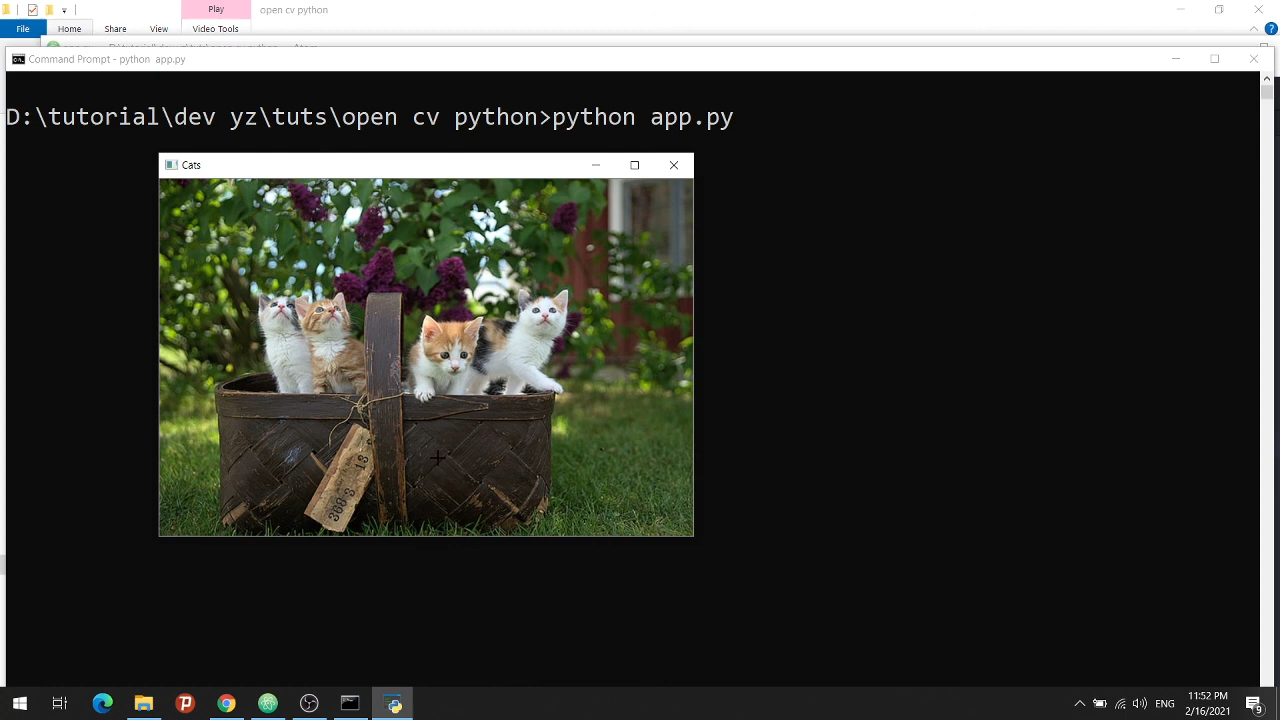 Play
open cv python
File
Home
Share
View
Video Tools
Command Prompt - python  app.py
D:\tutorial\dev yz\tuts\open cv python>python app.py
Cats
ENG
11:52 PM
2/16/2021
9